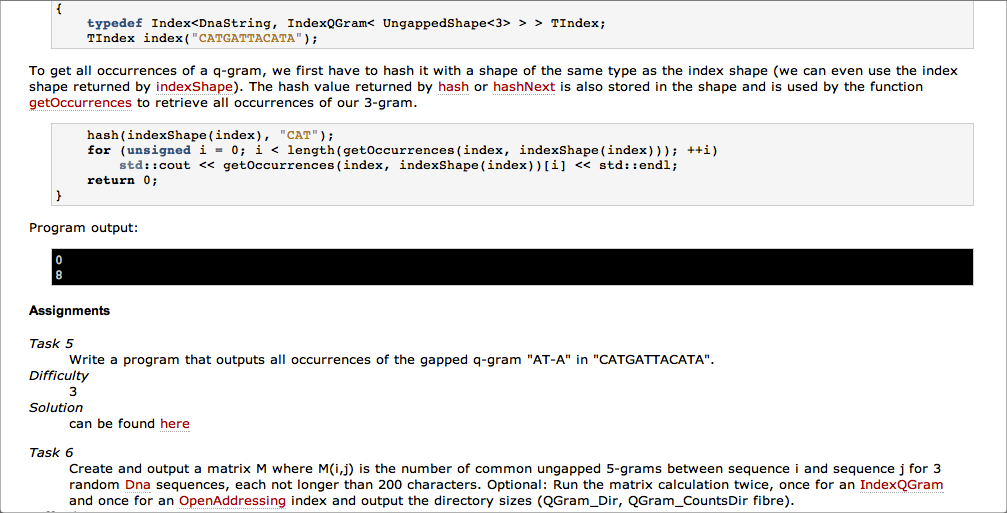 {
    typedef Index<DnaString, IndexQGram< UngappedShape<3> > > TIndex;
    TIndex index("CATGATTACATA");
To get all occurrences of a q-gram, we first have to hash it with a shape of the same type as the index shape (we can even use the index
shape returned by indexShape). The hash value returned by hash or hashNext is also stored in the shape and is used by the function
getOccurrences to retrieve all occurrences of our 3-gram.
    hash(indexShape(index), "CAT");
    for (unsigned i = 0; i < length(getOccurrences(index, indexShape(index))); ++i)
        std::cout << getOccurrences(index, indexShape(index))[i] << std::endl;
    return 0;
}
Program output:
0
8
Assignments
Task 5
Write a program that outputs all occurrences of the gapped q-gram "AT-A" in "CATGATTACATA".
Difficulty
3
Solution
can be found here
Task 6
Create and output a matrix M where M(i,j) is the number of common ungapped 5-grams between sequence i and sequence j for 3
random Dna sequences, each not longer than 200 characters. Optional: Run the matrix calculation twice, once for an IndexQGram
and once for an OpenAddressing index and output the directory sizes (QGram_Dir, QGram_CountsDir fibre).